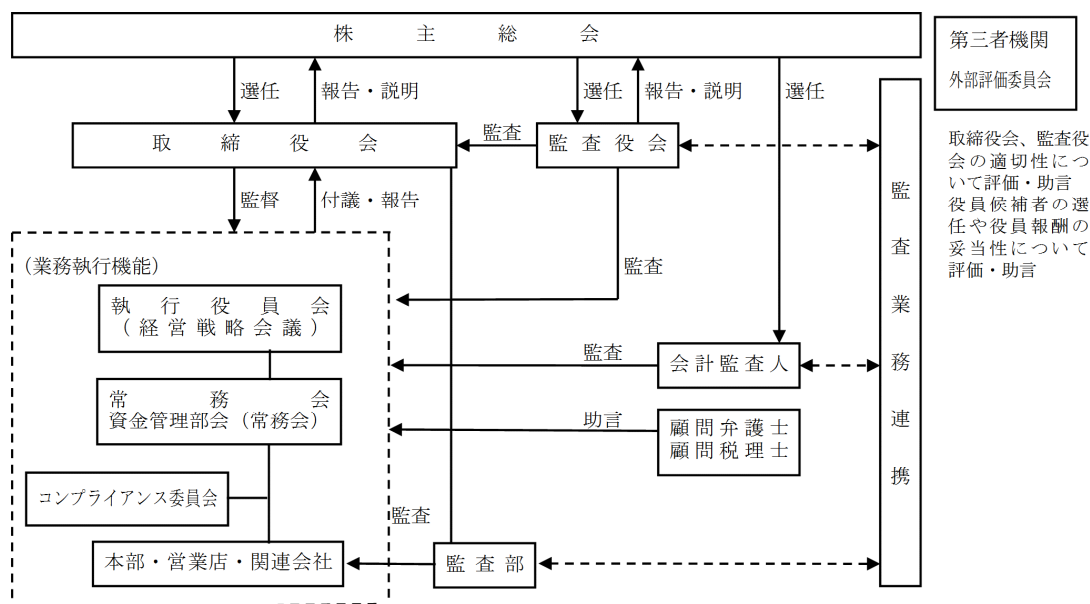 株主総会
第三者機関
外部評価委員会
選任
報告・説明
選任
報告・説明
選任
取締役会
監査
監査役会
取締役会、監査役
会の適切性につ
いて評価・助言
役員候補者の選
任や役員報酬の
妥当性について
評価・助言
監査業務連携
監督
付議・報告
(業務執行機能)
監査
執行役員会
(経営戦略会議)
監査
会計監査人
常務会
資金管理部会(常務会)
助言
顧問弁護士
顧問税理士
コンプライアンス委員会
監査
本部・営業店・関連会社
監査部